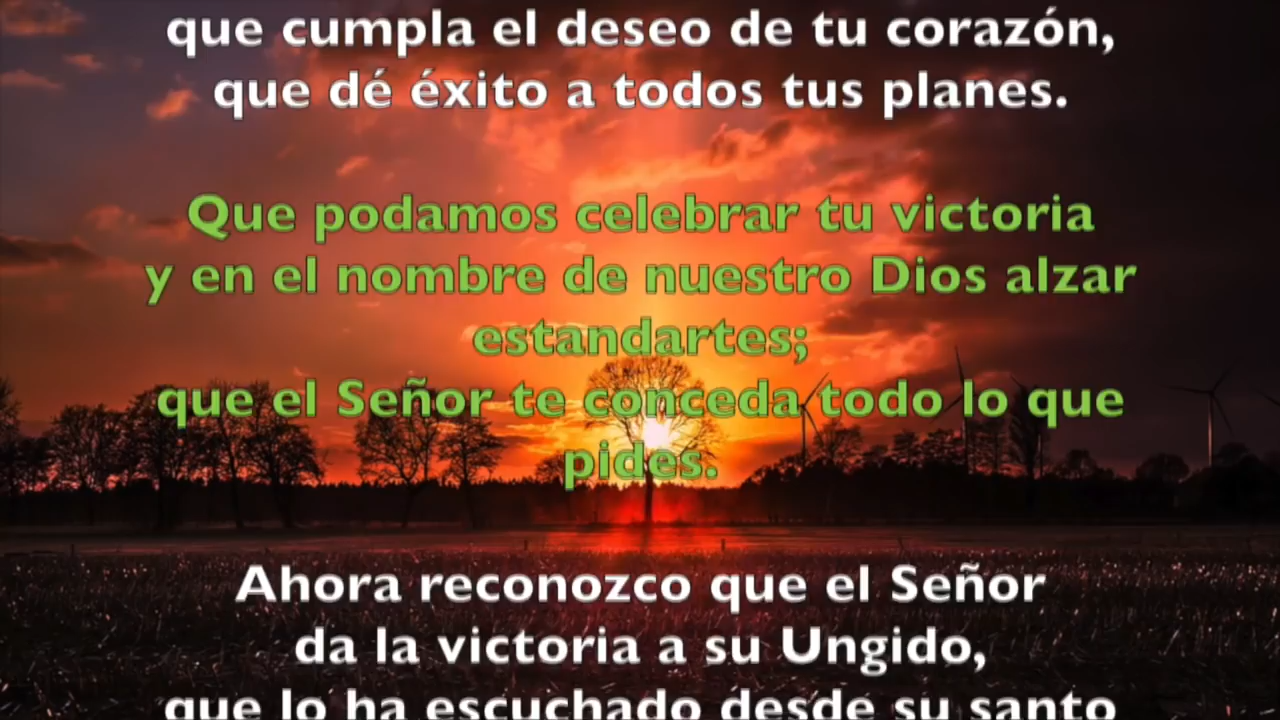 que cumpla el deseo de tu corazón,
que dé éxito a todos tus planes.
Que podamos celebrar tu victoria
y en el nombre de nuestro Dios alzar
estandartes;
que el Señor te conceda todo lo que
pides.
Ahora reconozco que el Señor
da la victoria a su Ungido,
que lo ha escuchado desde su santo